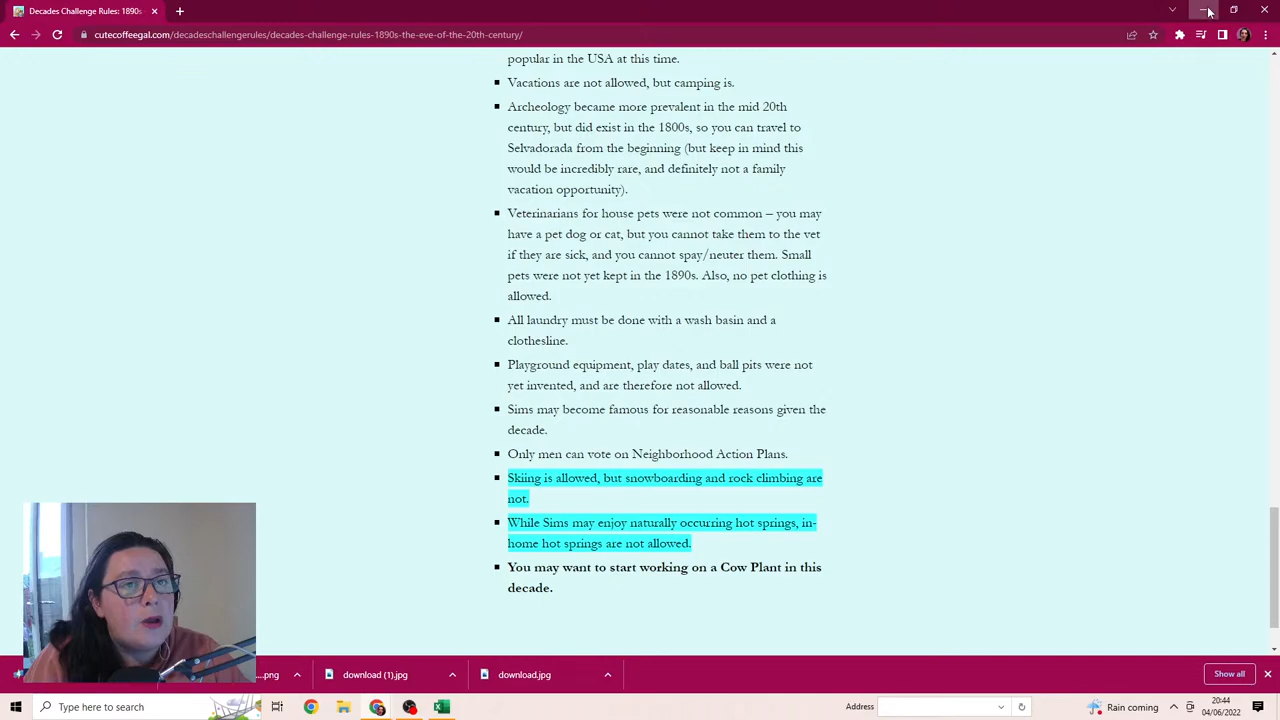 Decades Challenge Rules: 1890s
cutecoffeegal.com/decadeschallengerules/decades-challenge-rules-1890s-the-eve-of-the-20th-century/
popular in the USA at this time.
Vacations are not allowed, but camping is.
Archeology became more prevalent in the mid 20th
century, but did exist in the 1800s, so you can travel to
Selvadorada from the beginning (but keep in mind this
would be incredibly rare, and definitely not a family
vacation opportunity).
Veterinarians for house pets were not common – you may
have a pet dog or cat, but you cannot take them to the vet
if they are sick, and you cannot spay/neuter them. Small
pets were not yet kept in the 1890s. Also, no pet clothing is
allowed.
All laundry must be done with a wash basin and a
clothesline.
Playground equipment, play dates, and ball pits were not
yet invented, and are therefore not allowed.
Sims may become famous for reasonable reasons given the
decade.
Only men can vote on Neighborhood Action Plans.
Skiing is allowed, but snowboarding and rock climbing are
not.
While Sims may enjoy naturally occurring hot springs, in-
home hot springs are not allowed.
You may want to start working on a Cow Plant in this
decade.
....png
download (1).jpg
download.jpg
Show all
Type here to search
Address
Rain coming
20:44
04/06/2022